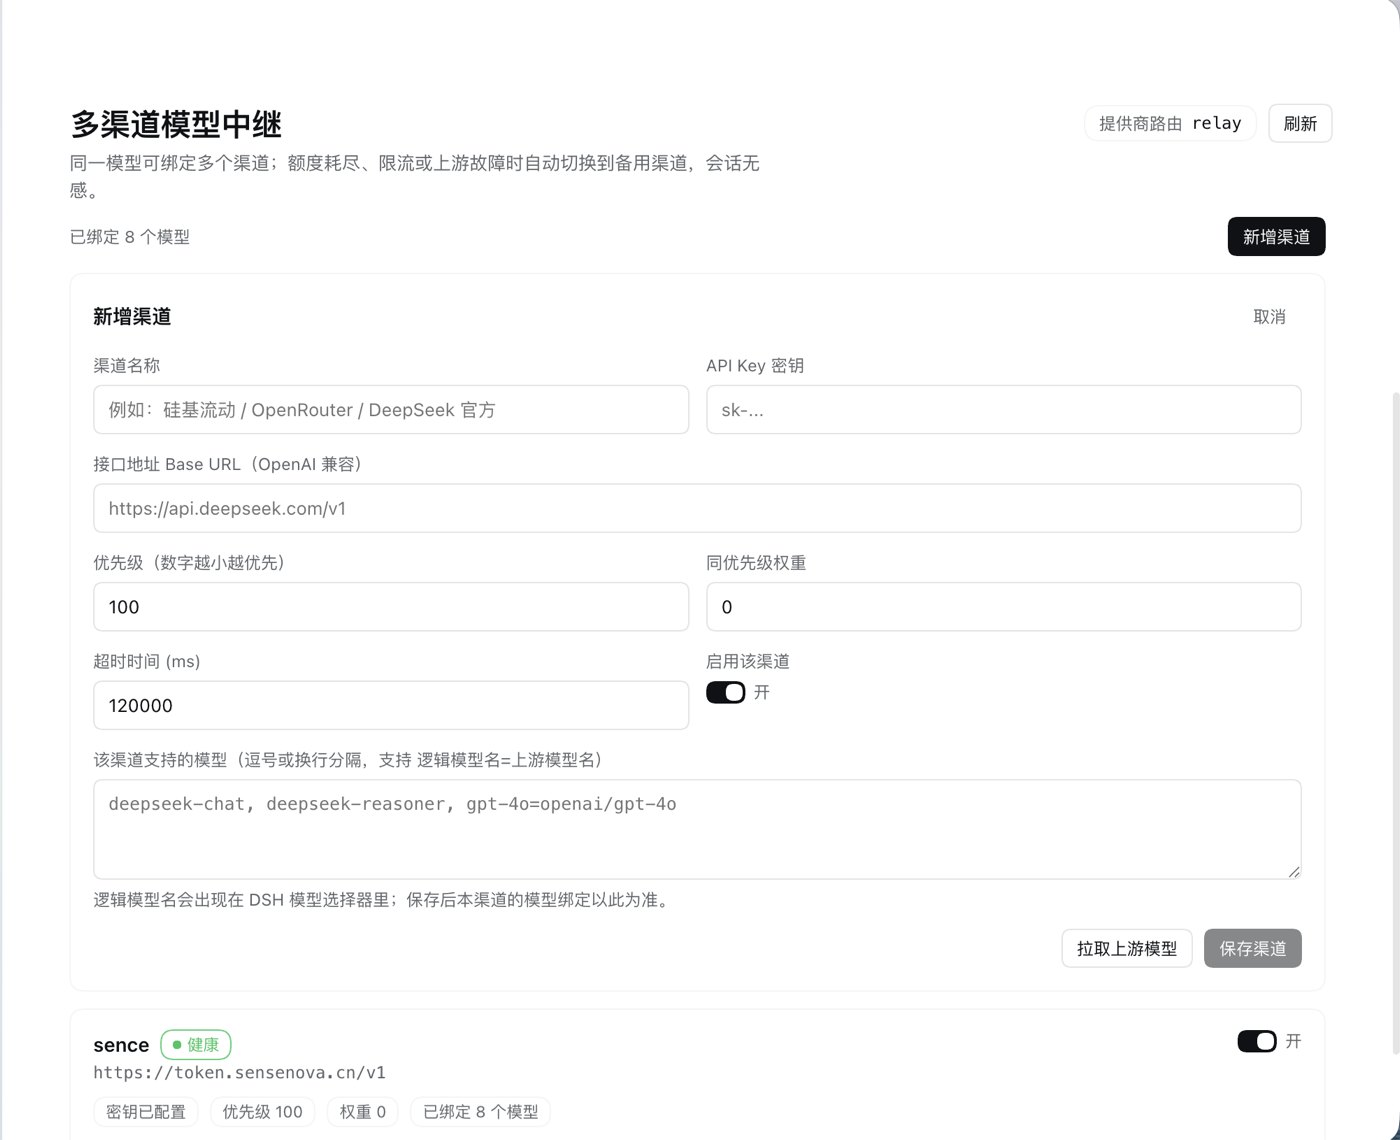 多渠道模型中继
提供商路由 relay
刷新
同一模型可绑定多个渠道；额度耗尽、限流或上游故障时自动切换到备用渠道，会话无
感。
已绑定 8 个模型
新增渠道
新增渠道
取消
渠道名称
API Key 密钥
例如：硅基流动 / OpenRouter / DeepSeek 官方
sk-...
接口地址 Base URL（OpenAI 兼容）
https://api.deepseek.com/v1
优先级（数字越小越优先）
同优先级权重
100
0
超时时间 (ms)
启用该渠道
120000
开
该渠道支持的模型（逗号或换行分隔，支持 逻辑模型名=上游模型名）
deepseek-chat, deepseek-reasoner, gpt-4o=openai/gpt-4o
逻辑模型名会出现在 DSH 模型选择器里；保存后本渠道的模型绑定以此为准。
拉取上游模型
保存渠道
sence
健康
开
https://token.sensenova.cn/v1
密钥已配置
优先级 100
权重 0
已绑定 8 个模型